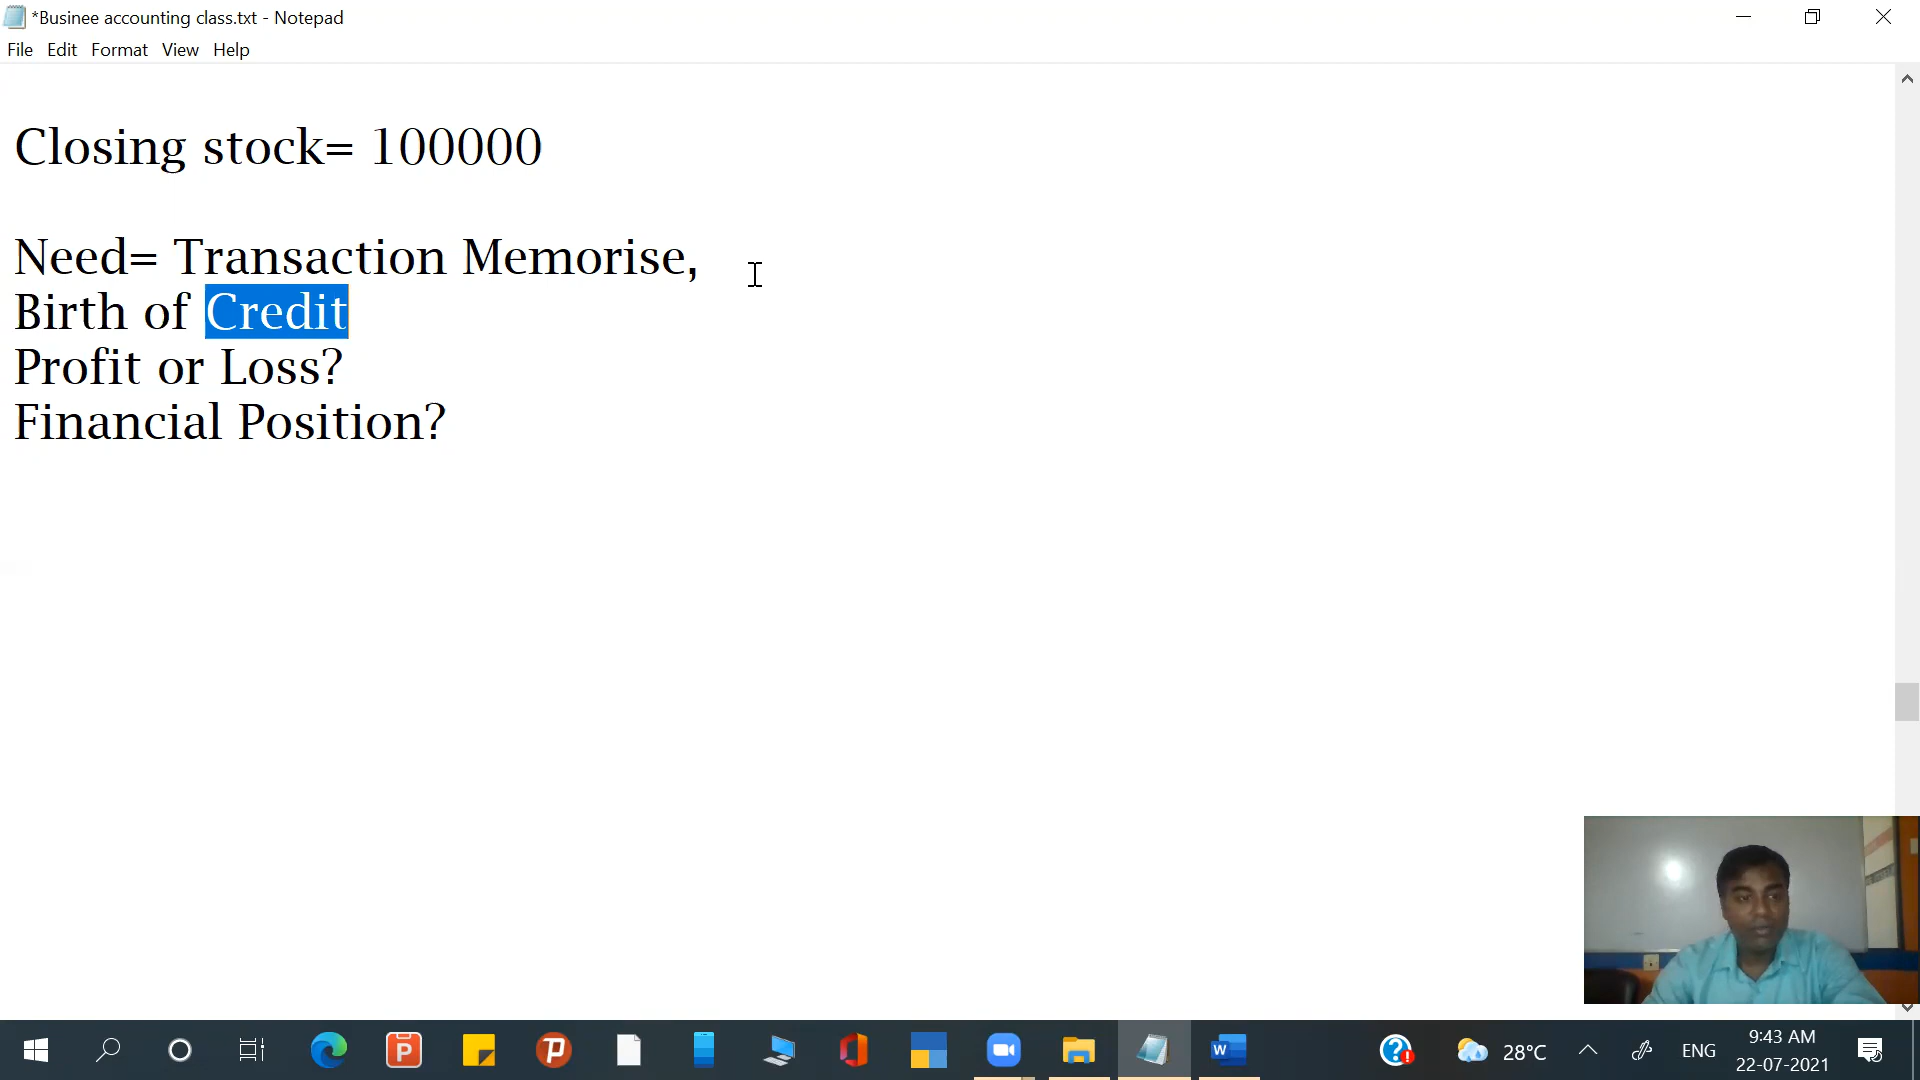 *Businee accounting class.txt - Notepad
File Edit Format View Help
Closing stock= 100000
Need= Transaction Memorise,
Birth of Credit
Profit or Loss?
Financial Position?
28°C
ENG
9:43 AM
22-07-2021